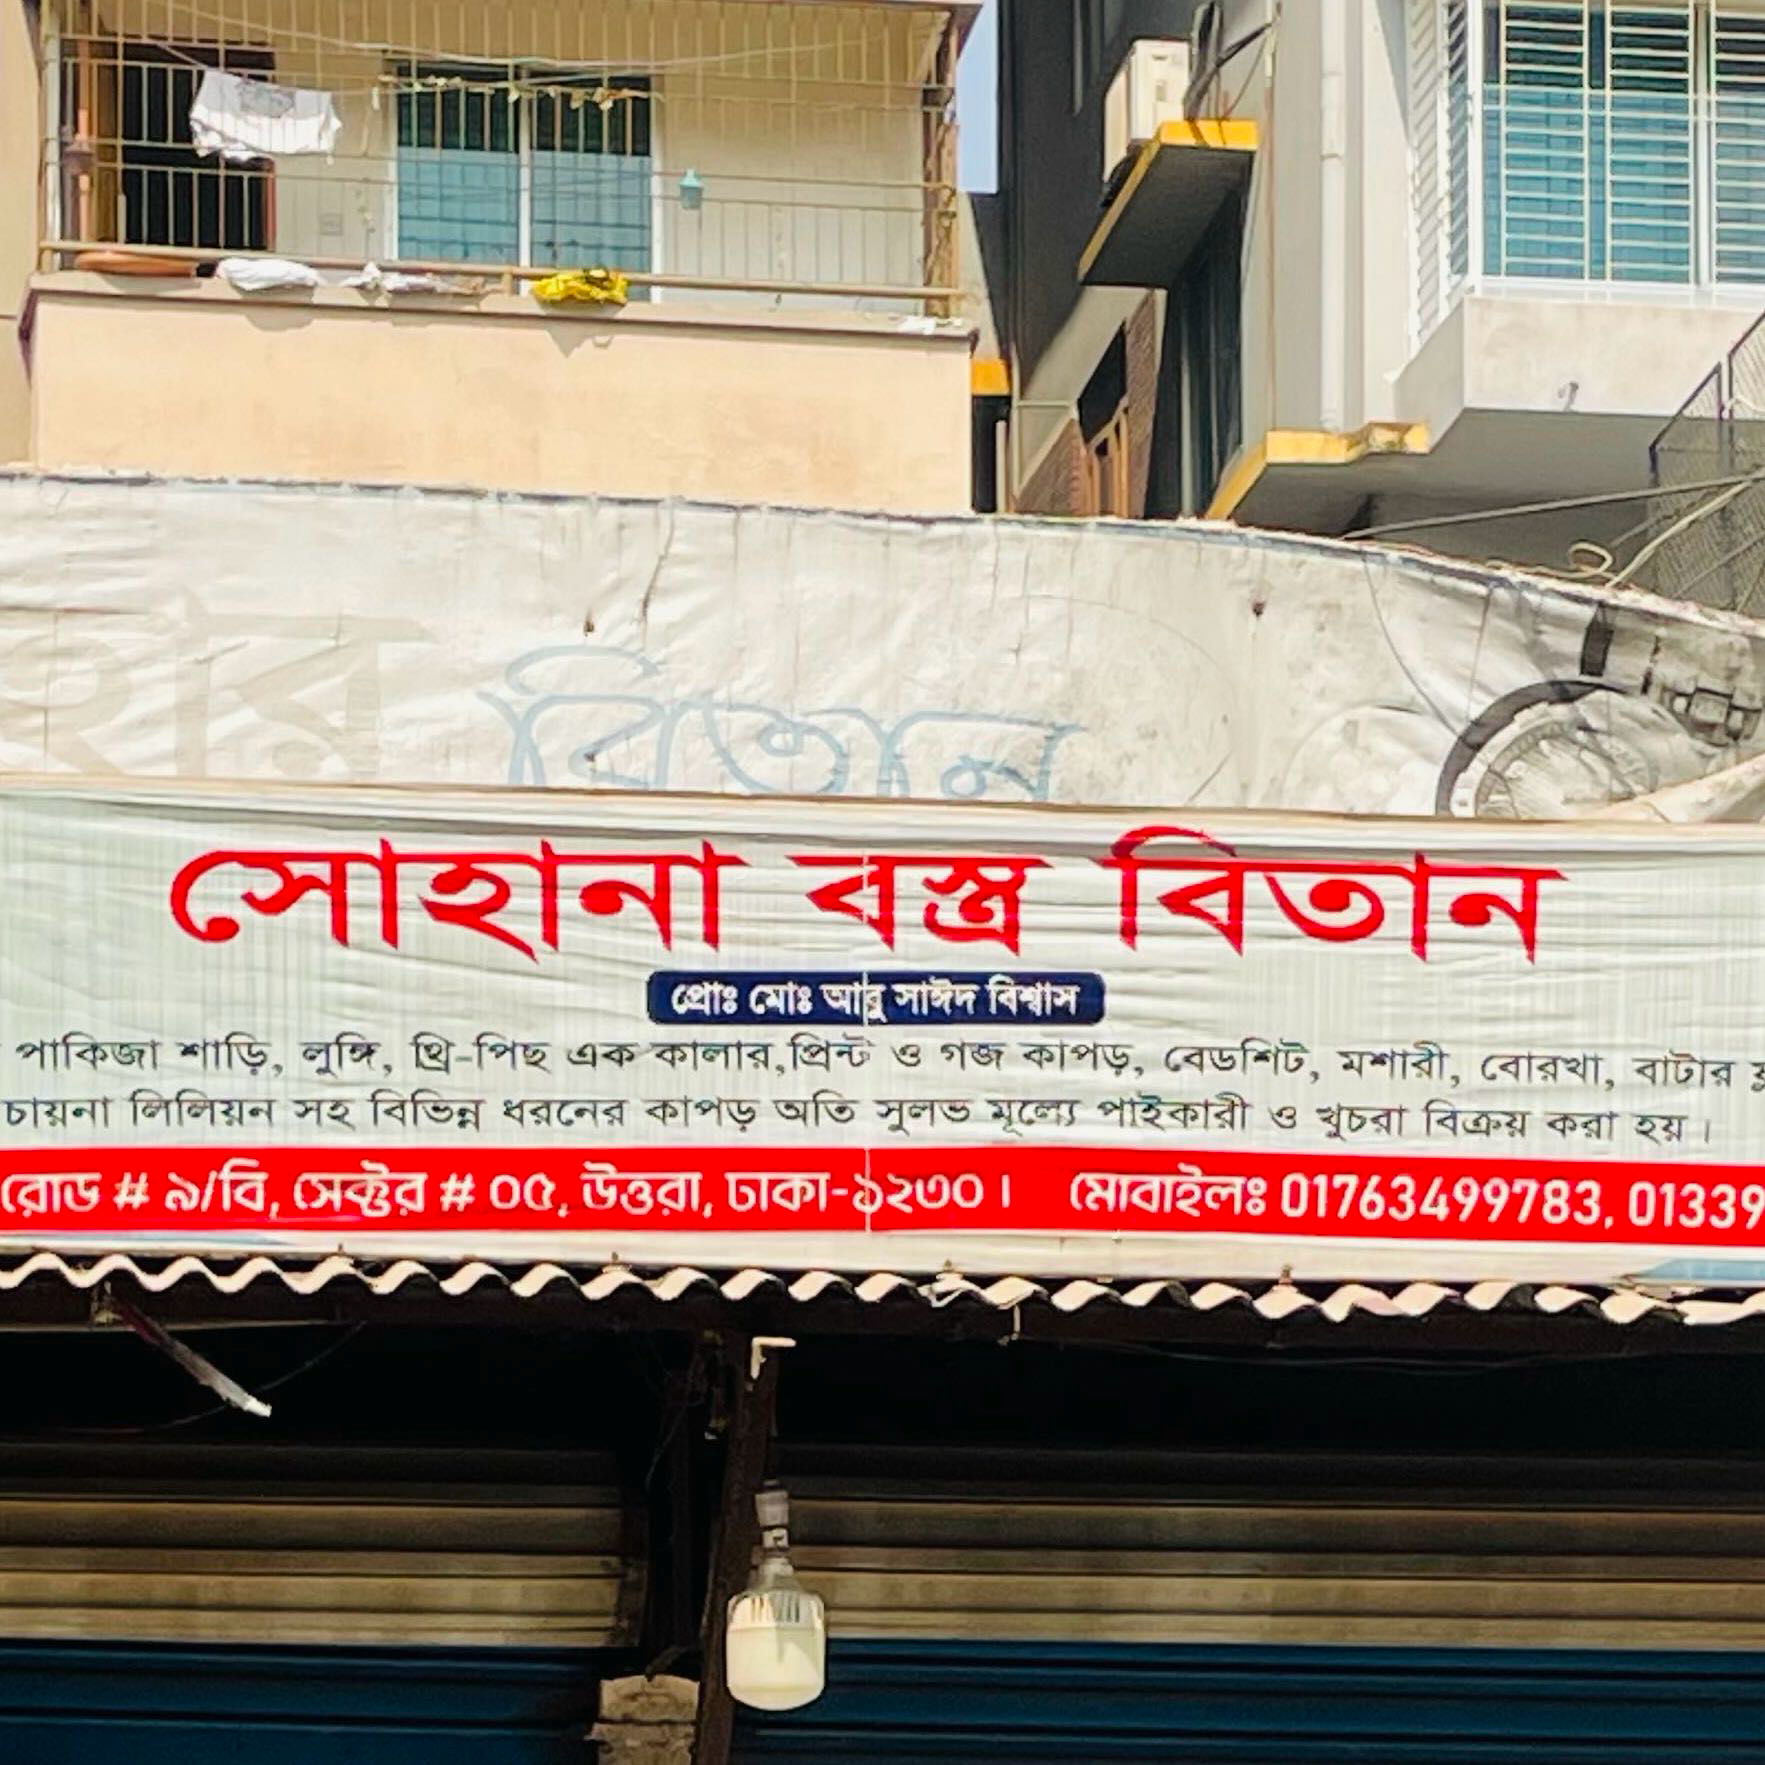 বিতান
সোহানা বস্ত্র বিতান
প্রোঃ মোঃ আবু সাঈদ বিশ্বাস
পাকিজা শাড়ি, লুঙ্গি, থ্রি-পিছ এক কালার,প্রিন্ট ও গজ কাপড়, বেডশিট, মশারী, বোরখা, বাটার
চায়না লিলিয়ন সহ বিভিন্ন ধরনের কাপড় অতি সুলভ মূল্যে পাইকারী ও খুচরা বিক্রয় করা হয়।
রোড # ৯/বি, সেক্টর # ০৫, উত্তরা, ঢাকা-১২৩০। মোবাইলঃ 01763499783, 01339